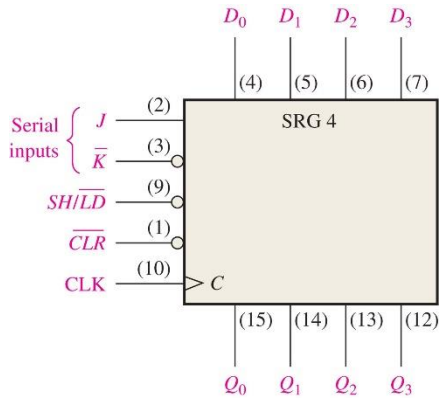 D0 D1 D2 D3
(4) (5) (6) (7)
SRG 4
Serial inputs
J (2)
K̅ (3)
SH/L̅D̅ (9)
C̅L̅R̅ (1)
CLK (10) C
(15) (14) (13) (12)
Q0 Q1 Q2 Q3